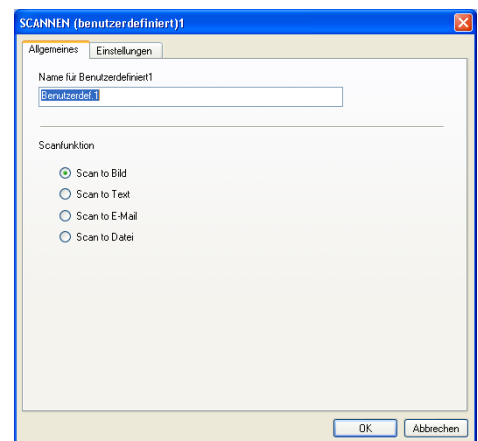 SCANNEN (benutzerdefiniert)1
Allgemeines Einstellungen
Name für Benutzerdefiniert1
Benutzerdef.1
Scanfunktion
Scan to Bild
Scan to Text
Scan to E-Mail
Scan to Datei
OK Abbrechen